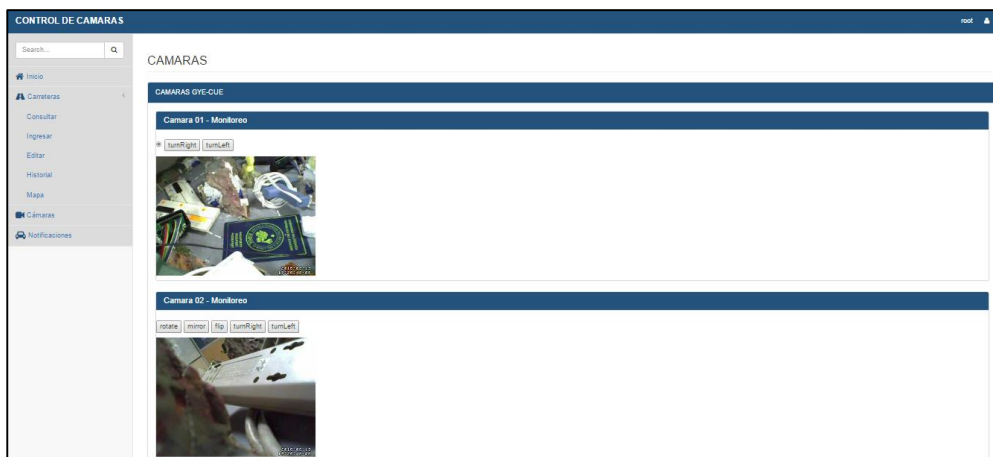 CONTROL DE CAMARAS
root
Search...
CAMARAS
Inicio
Carreteras
Consultar
Ingresar
Editar
Historial
Mapa
Cámaras
Notificaciones
CAMARAS GYE-CUE
Camara 01 - Monitoreo
turnRight turnLeft
Camara 02 - Monitoreo
rotate mirror flip turnRight turnLeft